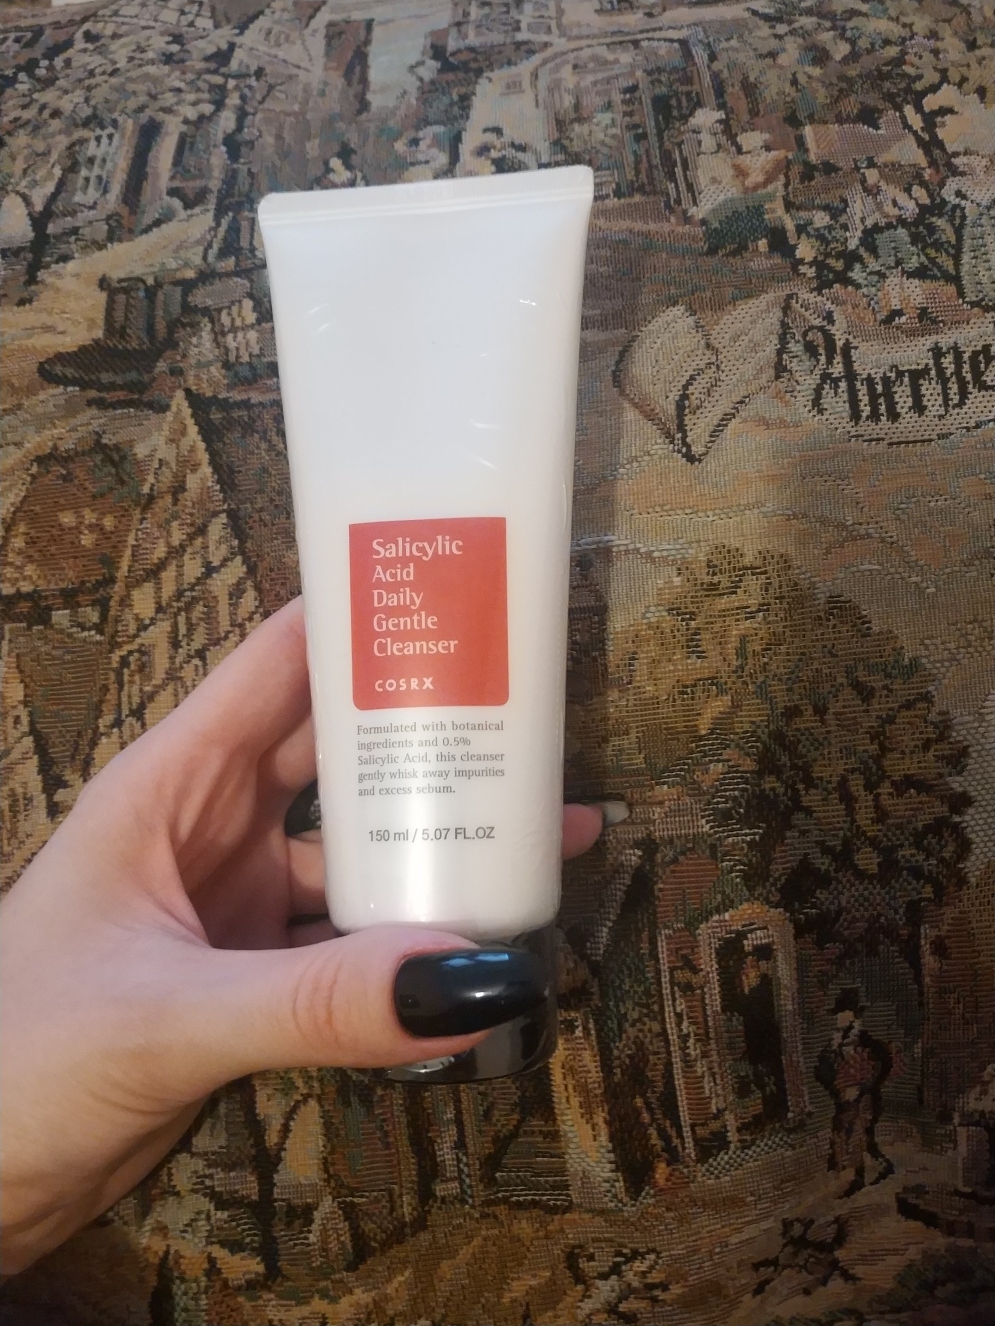 Salicylic
Acid
Daily
Gentle
Cleanser
COSRX
Formulated with botanical
ingredients and 0.5%
Salicylic Acid, this cleanser
gently whisk away impurities
and excess sebum.
150 ml / 5.07 FL.OZ